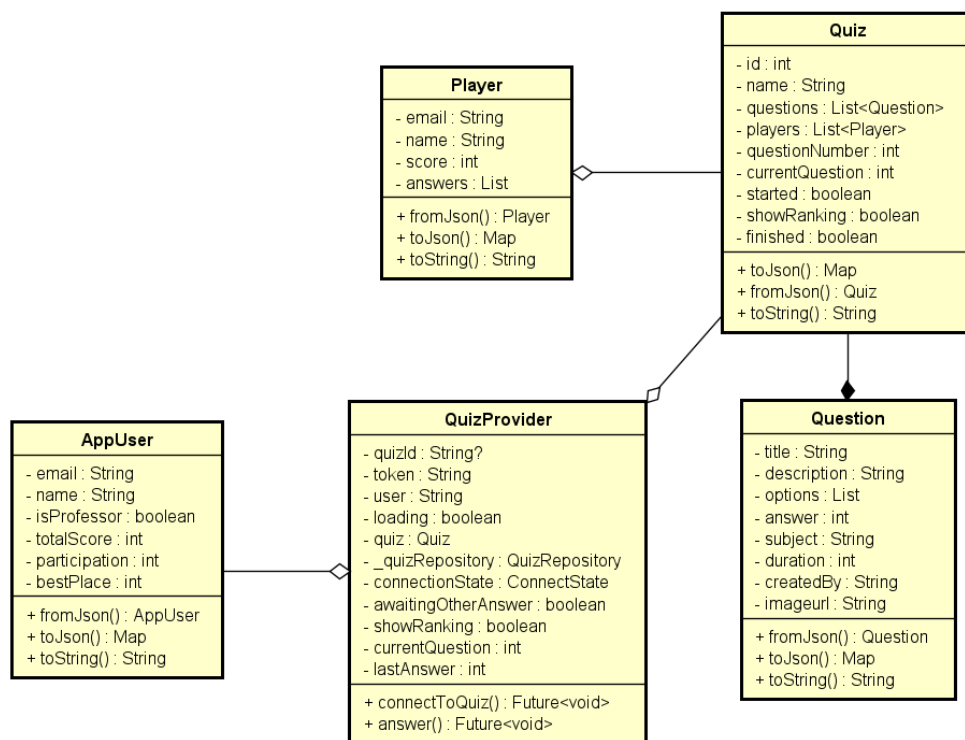 Quiz
- id : int
- name : String
- questions : List<Question>
- players : List<Player>
- questionNumber : int
- currentQuestion : int
- started : boolean
- showRanking : boolean
- finished : boolean
+ toJson() : Map
+ fromJson() : Quiz
+ toString() : String
Player
- email : String
- name : String
- score : int
- answers : List
+ fromJson() : Player
+ toJson() : Map
+ toString() : String
AppUser
- email : String
- name : String
- isProfessor : boolean
- totalScore : int
- participation : int
- bestPlace : int
+ fromJson() : AppUser
+ toJson() : Map
+ toString() : String
QuizProvider
- quizId : String?
- token : String
- user : String
- loading : boolean
- quiz : Quiz
- _quizRepository : QuizRepository
- connectionState : ConnectState
- awaitingOtherAnswer : boolean
- showRanking : boolean
- currentQuestion : int
- lastAnswer : int
+ connectToQuiz() : Future<void>
+ answer() : Future<void>
Question
- title : String
- description : String
- options : List
- answer : int
- subject : String
- duration : int
- createdBy : String
- imageurl : String
+ fromJson() : Question
+ toJson() : Map
+ toString() : String